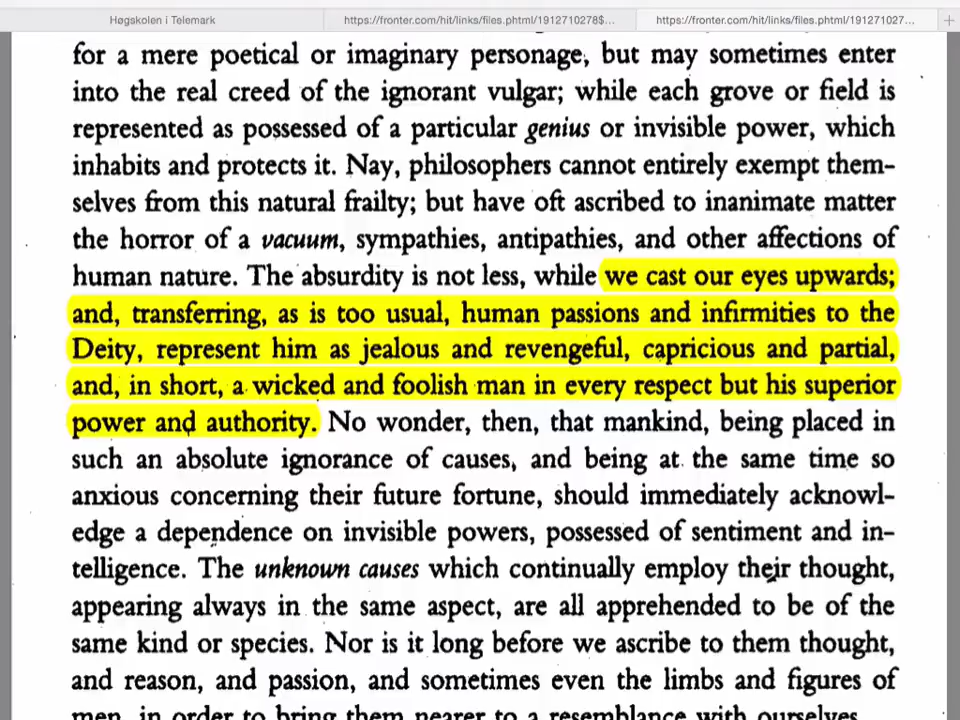 Høgskolen i Telemark
https://fronter.com/hit/links/files.phtml/1912710278$...
https://fronter.com/hit/links/files.phtml/191271027...
+
for a mere poetical or imaginary personage, but may sometimes enter
into the real creed of the ignorant vulgar; while each grove or field is
represented as possessed of a particular genius or invisible power, which
inhabits and protects it. Nay, philosophers cannot entirely exempt them-
selves from this natural frailty; but have oft ascribed to inanimate matter
the horror of a vacuum, sympathies, antipathies, and other affections of
human nature. The absurdity is not less, while we cast our eyes upwards;
and, transferring, as is too usual, human passions and infirmities to the
Deity, represent him as jealous and revengeful, capricious and partial,
and, in short, a wicked and foolish man in every respect but his superior
power and authority. No wonder, then, that mankind, being placed in
such an absolute ignorance of causes, and being at the same time so
anxious concerning their future fortune, should immediately acknowl-
edge a dependence on invisible powers, possessed of sentiment and in-
telligence. The unknown causes which continually employ their thought,
appearing always in the same aspect, are all apprehended to be of the
same kind or species. Nor is it long before we ascribe to them thought,
and reason, and passion, and sometimes even the limbs and figures of
men, in order to bring them nearer to a resemblance with ourselves.